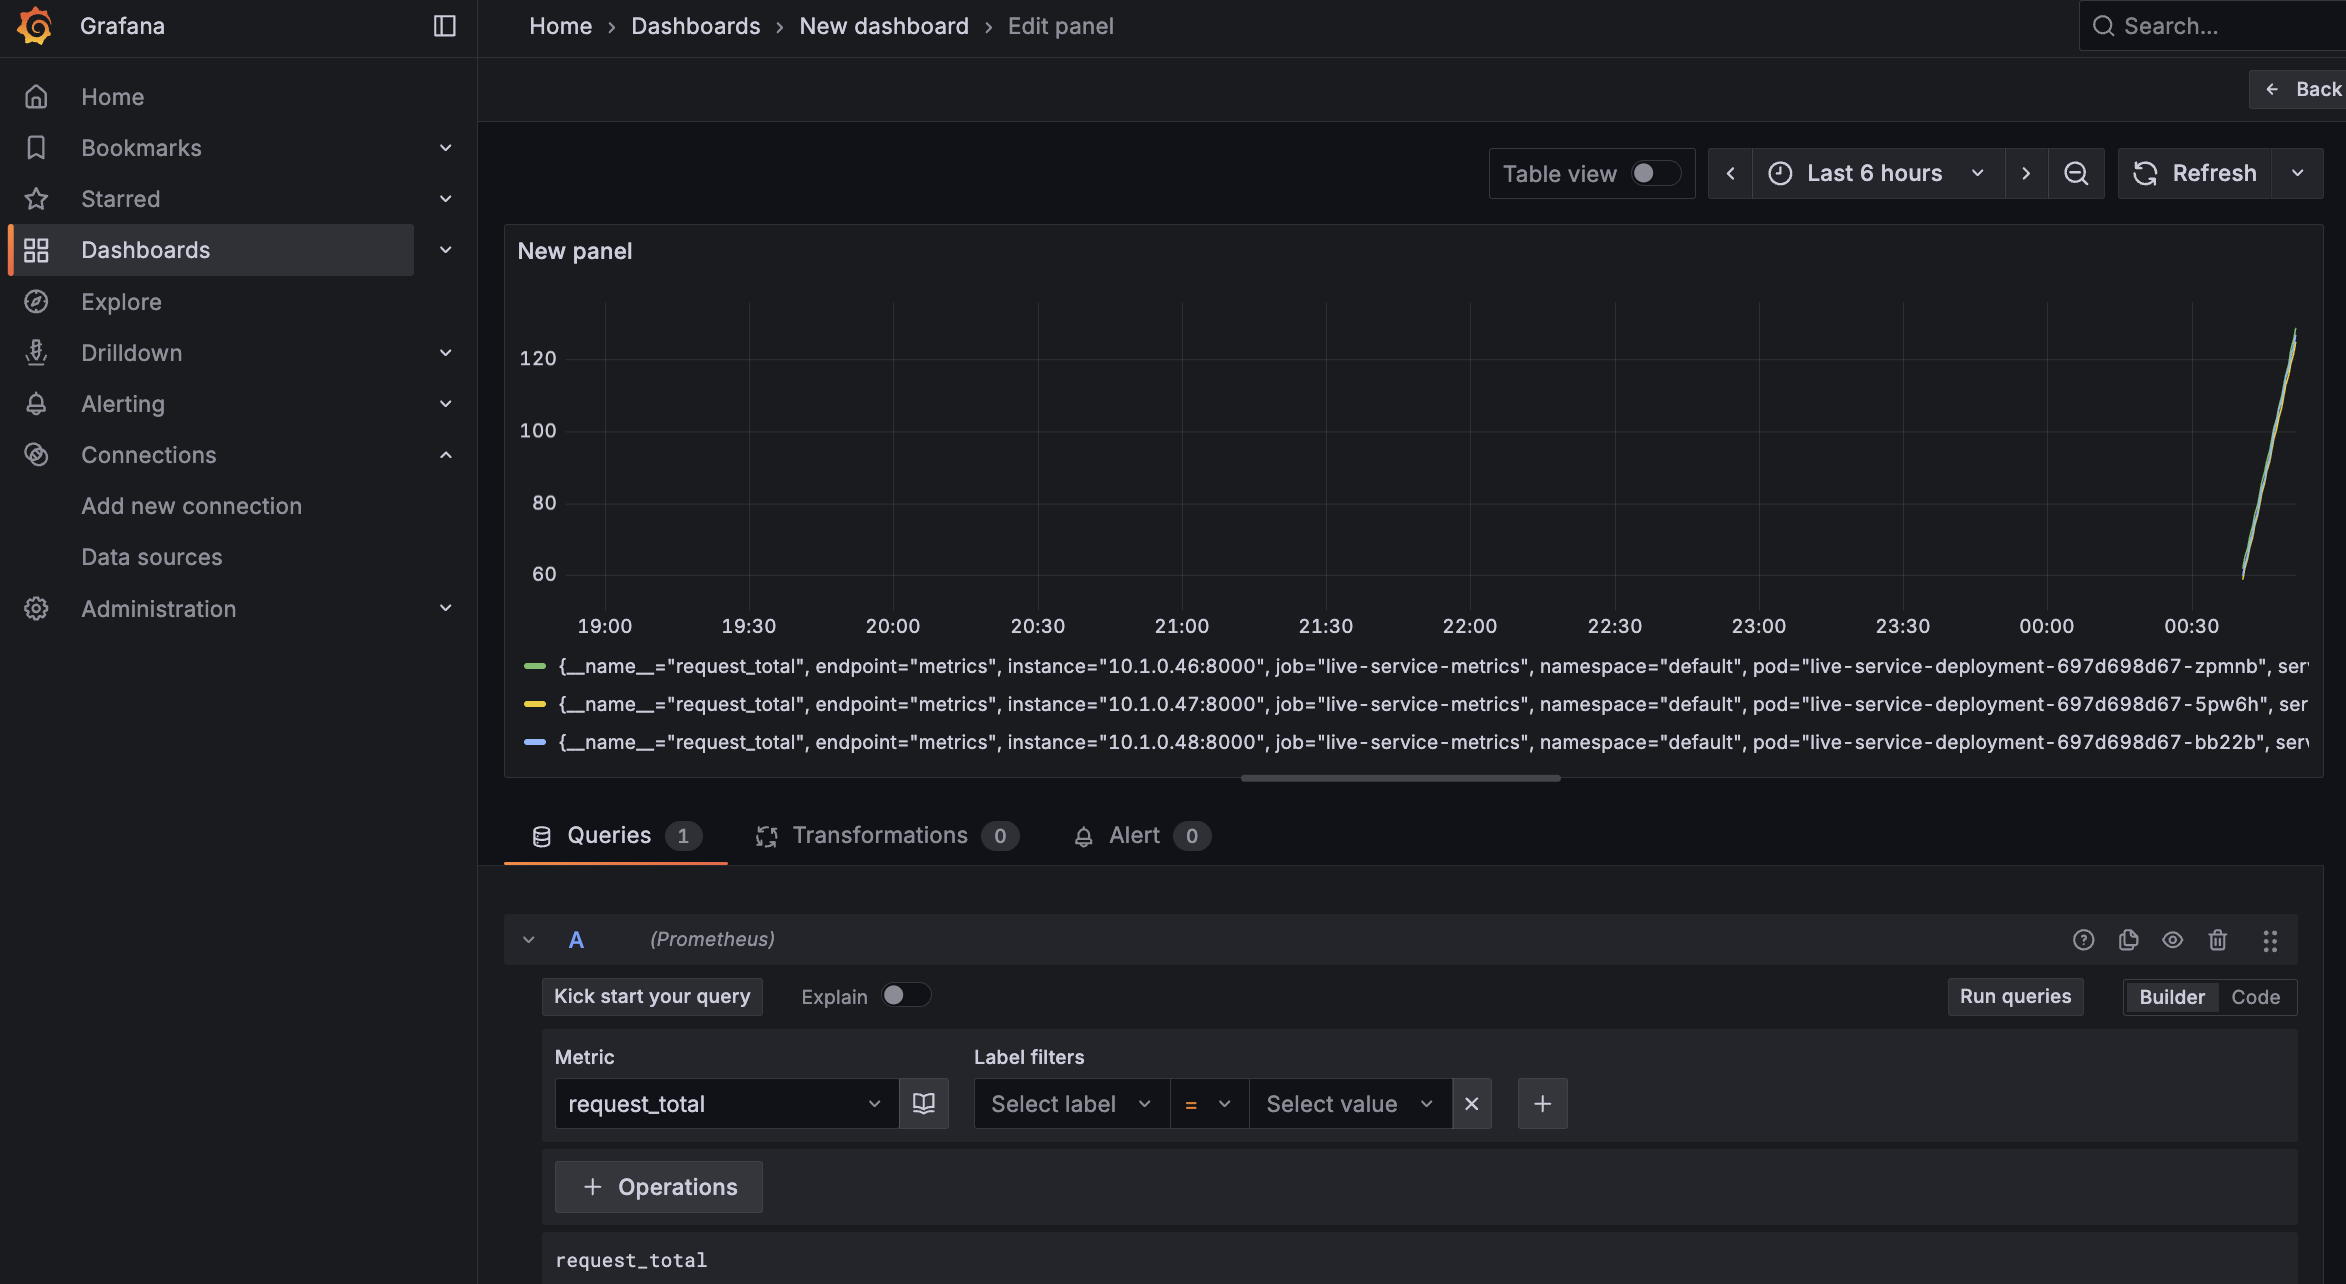 Grafana
Home › Dashboards › New dashboard › Edit panel
Search...
Home
Bookmarks
Starred
Dashboards
Explore
Drilldown
Alerting
Connections
Add new connection
Data sources
Administration
Back
Table view
Last 6 hours
Refresh
New panel
120
100
80
60
19:00 19:30 20:00 20:30 21:00 21:30 22:00 22:30 23:00 23:30 00:00 00:30
{__name__="request_total", endpoint="metrics", instance="10.1.0.46:8000", job="live-service-metrics", namespace="default", pod="live-service-deployment-697d698d67-zpmnb", ser
{__name__="request_total", endpoint="metrics", instance="10.1.0.47:8000", job="live-service-metrics", namespace="default", pod="live-service-deployment-697d698d67-5pw6h", ser
{__name__="request_total", endpoint="metrics", instance="10.1.0.48:8000", job="live-service-metrics", namespace="default", pod="live-service-deployment-697d698d67-bb22b", serv
Queries 1 Transformations 0 Alert 0
A (Prometheus)
Kick start your query Explain Run queries Builder Code
Metric Label filters
request_total Select label = Select value
+ Operations
request_total